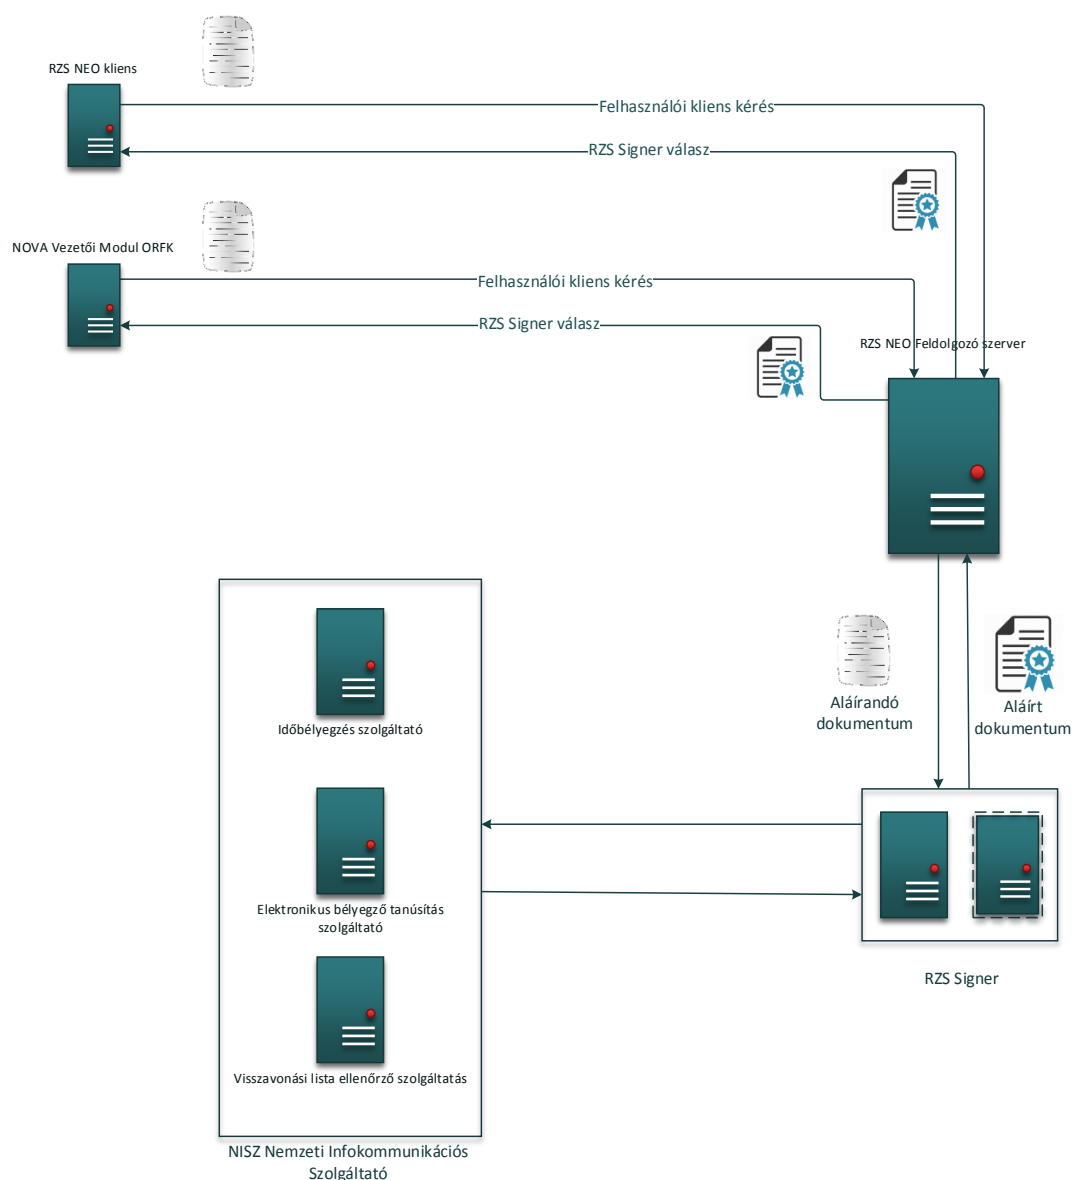 RZS NEO kliens
Felhasználói kliens kérés
RZS Signer válasz
NOVA Vezetői Modul ORFK
Felhasználói kliens kérés
RZS Signer válasz
RZS NEO Feldolgozó szerver
Időbélyegzés szolgáltató
Aláírandó
dokumentum
Aláírt
dokumentum
Elektronikus bélyegző tanúsítás
szolgáltató
RZS Signer
Visszavonási lista ellenőrző szolgáltatás
NISZ Nemzeti Infokommunikációs
Szolgáltató